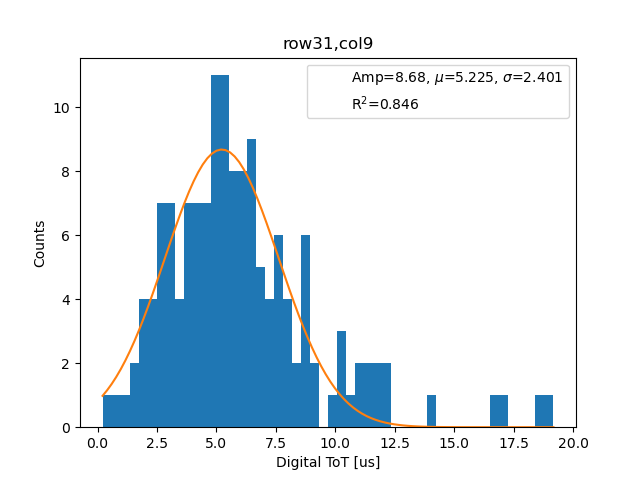 row31,col9
Amp=8.68, μ=5.225, σ=2.401
R²=0.846
10
8
6
4
2
0
Counts
0.0 2.5 5.0 7.5 10.0 12.5 15.0 17.5 20.0
Digital ToT [us]